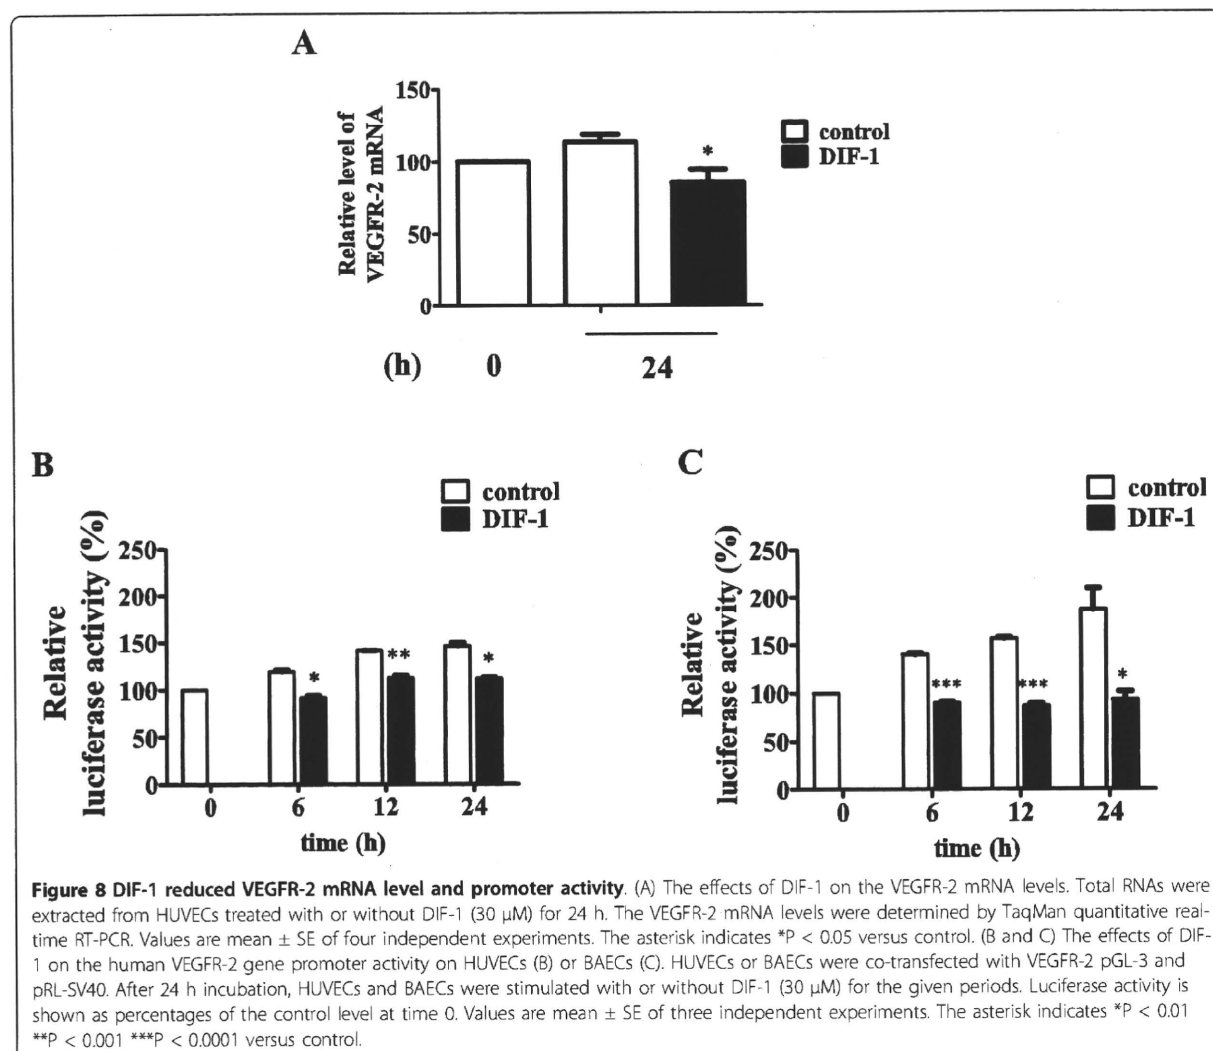 A
Relative level of
VEGFR-2 mRNA
150
100
50
0
*
control
DIF-1
(h) 0 24
B
control
DIF-1
Relative
luciferase activity (%)
250
200
150
100
50
0
* ** *
0 6 12 24
time (h)
C
control
DIF-1
Relative
luciferase activity (%)
250
200
150
100
50
0
*** *** *
0 6 12 24
time (h)
Figure 8 DIF-1 reduced VEGFR-2 mRNA level and promoter activity. (A) The effects of DIF-1 on the VEGFR-2 mRNA levels. Total RNAs were
extracted from HUVECs treated with or without DIF-1 (30 μM) for 24 h. The VEGFR-2 mRNA levels were determined by TaqMan quantitative real-
time RT-PCR. Values are mean ± SE of four independent experiments. The asterisk indicates *P < 0.05 versus control. (B and C) The effects of DIF-
1 on the human VEGFR-2 gene promoter activity on HUVECs (B) or BAECs (C). HUVECs or BAECs were co-transfected with VEGFR-2 pGL-3 and
pRL-SV40. After 24 h incubation, HUVECs and BAECs were stimulated with or without DIF-1 (30 μM) for the given periods. Luciferase activity is
shown as percentages of the control level at time 0. Values are mean ± SE of three independent experiments. The asterisk indicates *P < 0.01
**P < 0.001 ***P < 0.0001 versus control.